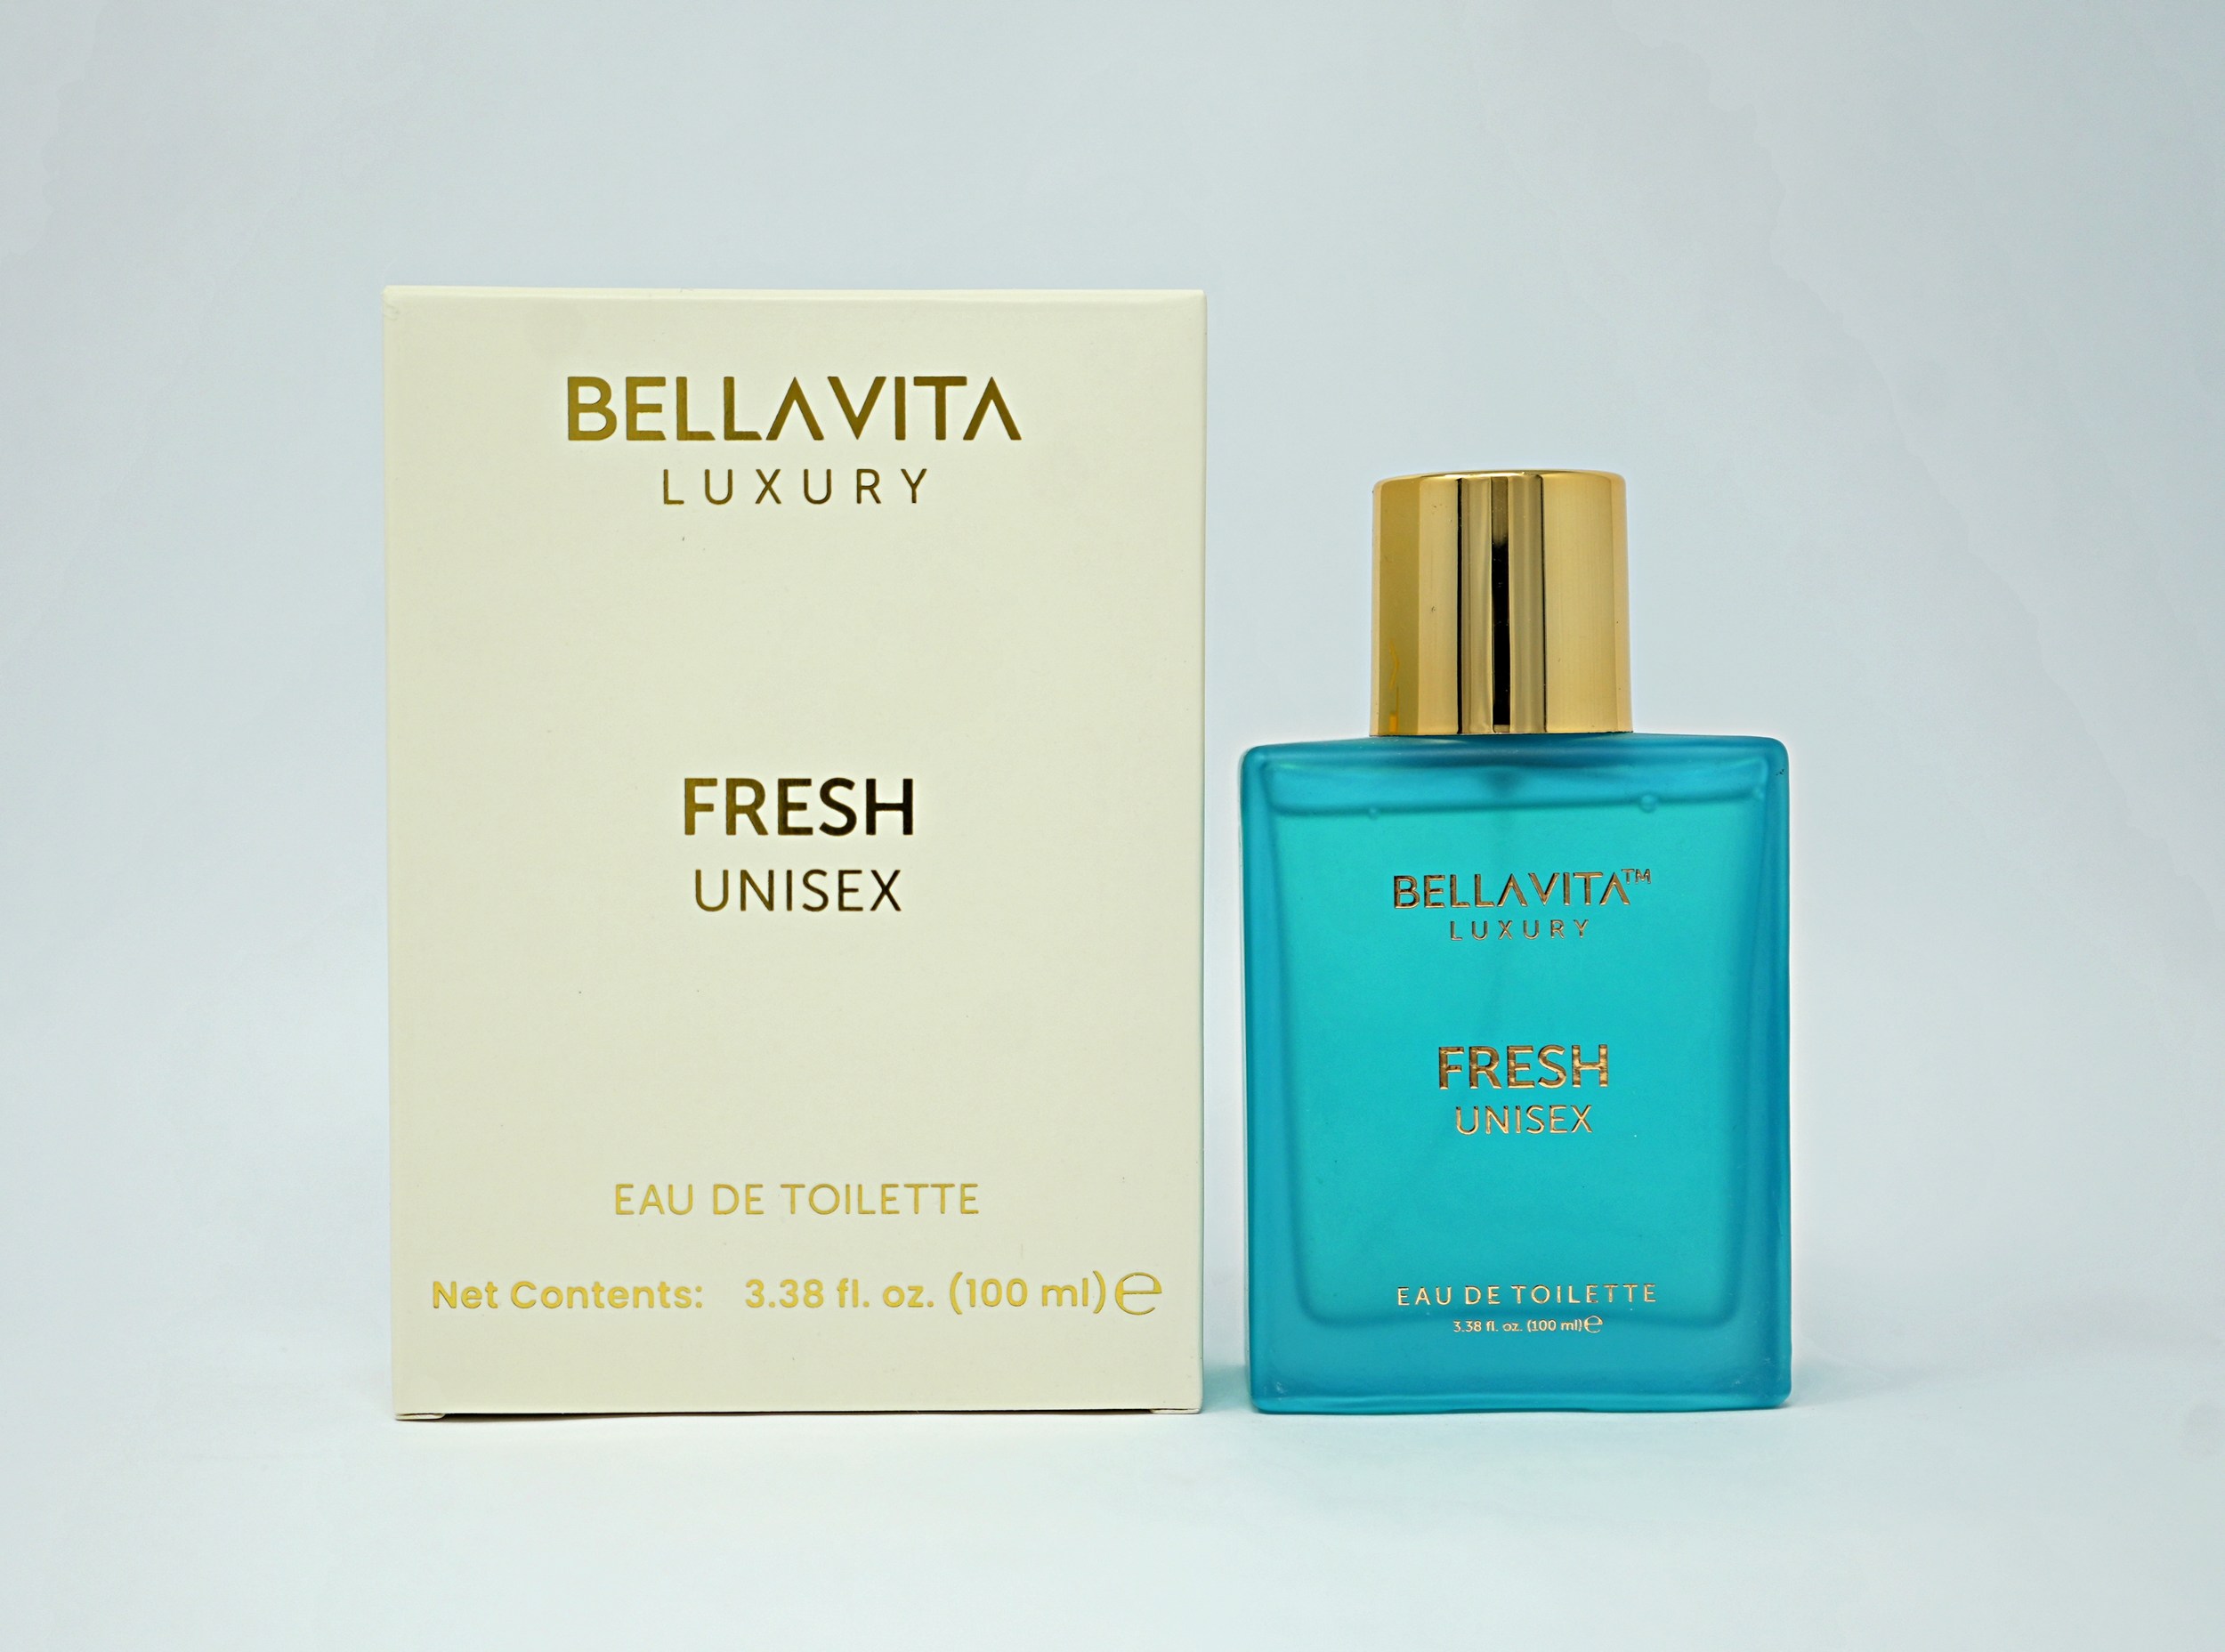 BELLAVITA
LUXURY
FRESH
UNISEX
EAU DE TOILETTE
Net Contents: 3.38 fl. oz. (100 ml) ℮
BELLAVITA™
LUXURY
FRESH
UNISEX
EAU DE TOILETTE
3.38 fl. oz. (100 ml) ℮